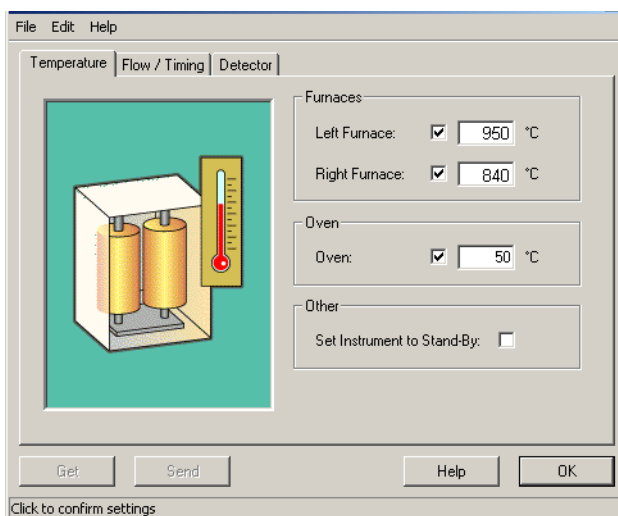 File Edit Help
Temperature Flow / Timing Detector
Furnaces
Left Furnace: 950 °C
Right Furnace: 840 °C
Oven
Oven: 50 °C
Other
Set Instrument to Stand-By:
Get Send Help OK
Click to confirm settings